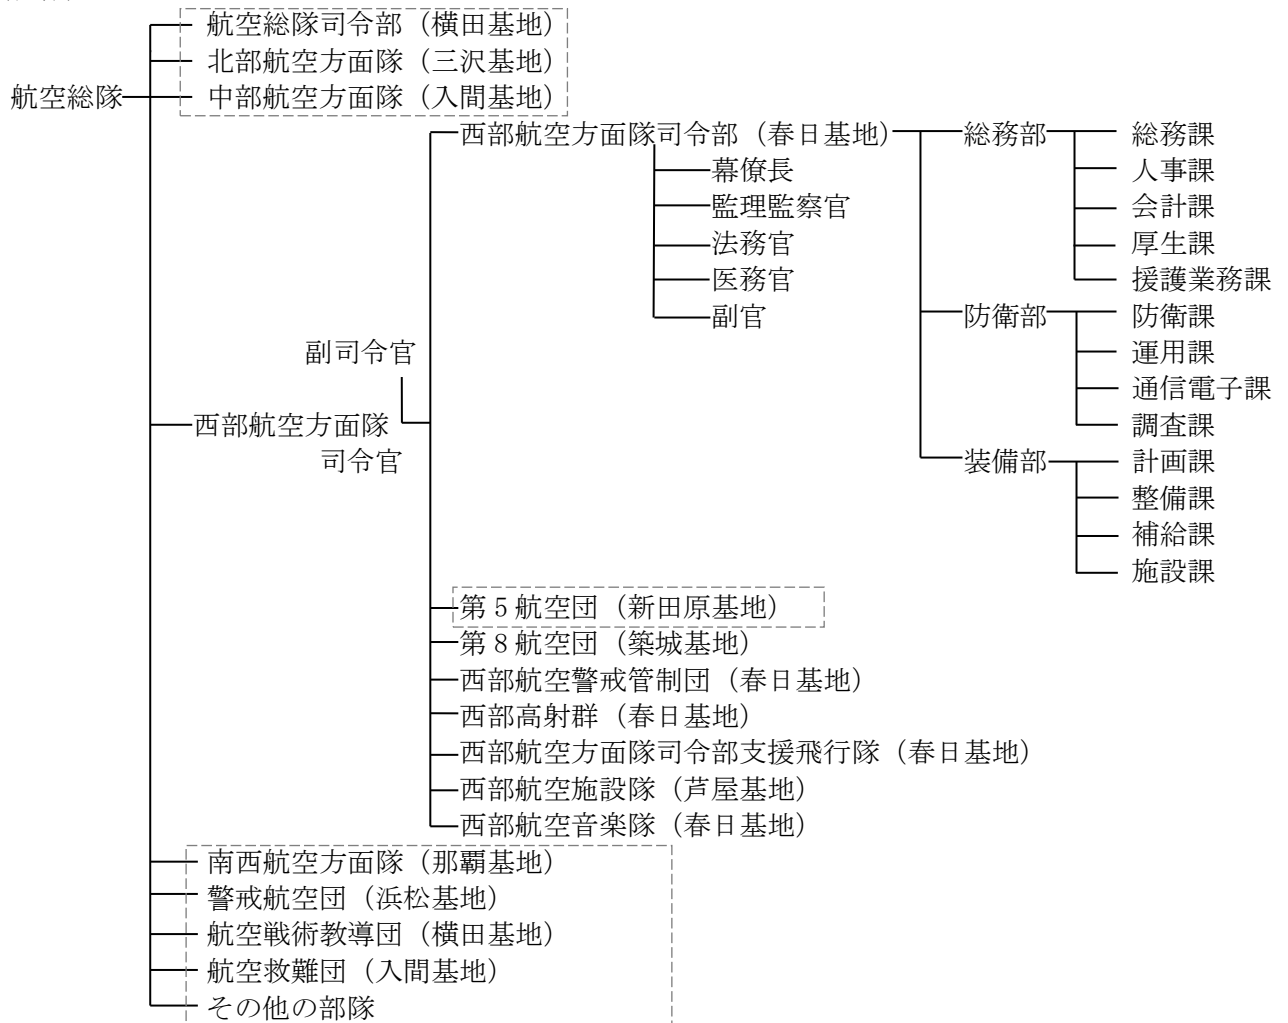 航空総隊司令部（横田基地）
北部航空方面隊（三沢基地）
航空総隊
中部航空方面隊（入間基地）
西部航空方面隊司令部（春日基地）
総務部
総務課
幕僚長
人事課
監理監察官
会計課
法務官
厚生課
医務官
援護業務課
副官
防衛部
防衛課
副司令官
運用課
通信電子課
西部航空方面隊
調査課
司令官
装備部
計画課
整備課
補給課
施設課
第5航空団（新田原基地）
第8航空団（築城基地）
西部航空警戒管制団（春日基地）
西部高射群（春日基地）
西部航空方面隊司令部支援飛行隊（春日基地）
西部航空施設隊（芦屋基地）
西部航空音楽隊（春日基地）
南西航空方面隊（那覇基地）
警戒航空団（浜松基地）
航空戦術教導団（横田基地）
航空救難団（入間基地）
その他の部隊